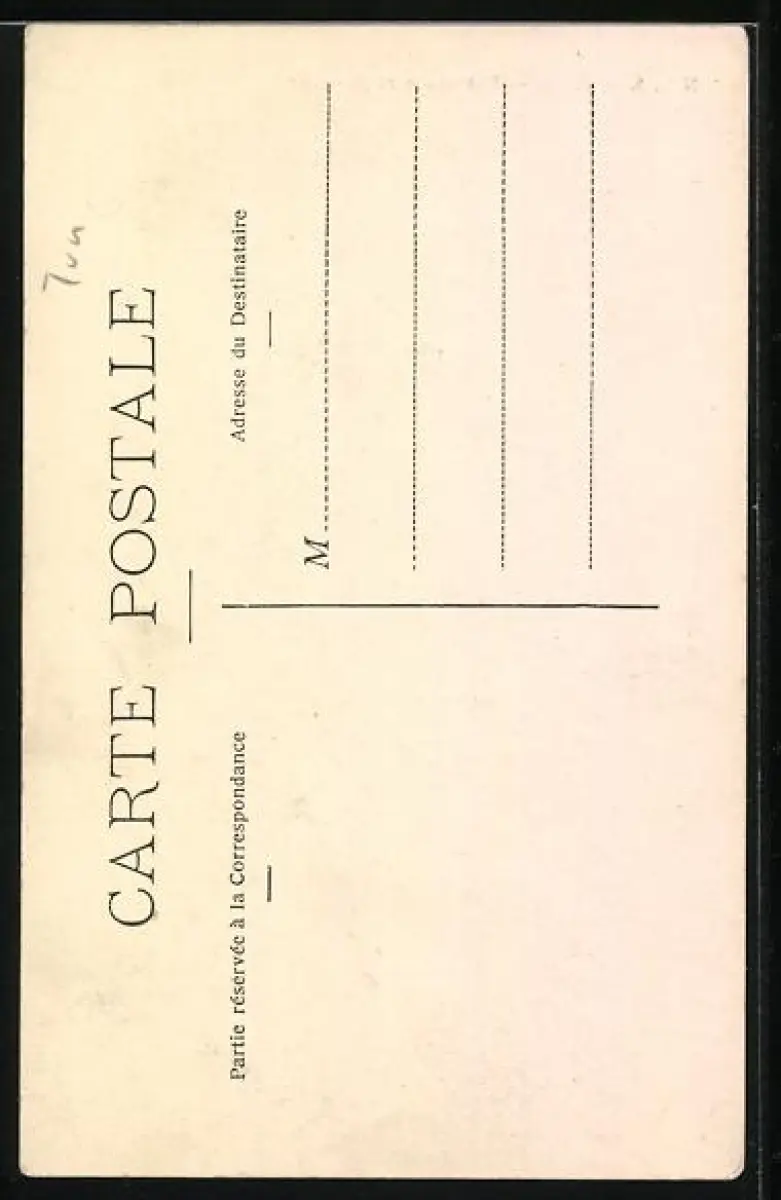 CARTE POSTALE
Partie réservée à la Correspondance
Adresse du Destinataire
M